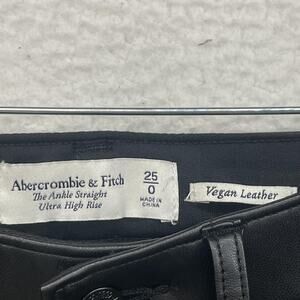 Abercrombie & Fitch
The Ankle Straight
Ultra High Rise
25
0
MADE IN
CHINA
Vegan Leather